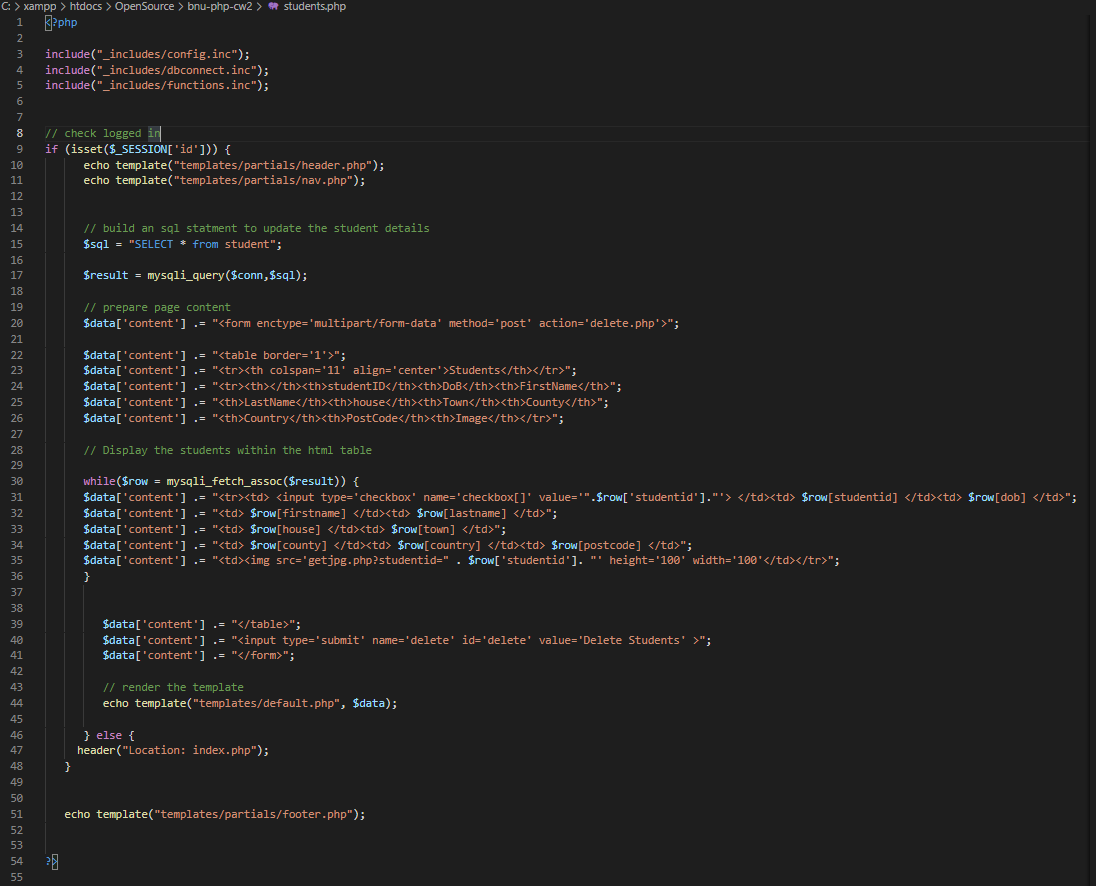 C: > xampp > htdocs > OpenSource > bnu-php-cw2 > students.php
1 <?php
2
3 include("_includes/config.inc");
4 include("_includes/dbconnect.inc");
5 include("_includes/functions.inc");
6
7
8 // check logged in
9 if (isset($_SESSION['id'])) {
10 echo template("templates/partials/header.php");
11 echo template("templates/partials/nav.php");
12
13
14 // build an sql statment to update the student details
15 $sql = "SELECT * from student";
16
17 $result = mysqli_query($conn,$sql);
18
19 // prepare page content
20 $data['content'] .= "<form enctype='multipart/form-data' method='post' action='delete.php'>";
21
22 $data['content'] .= "<table border='1'>";
23 $data['content'] .= "<tr><th colspan='11' align='center'>Students</th></tr>";
24 $data['content'] .= "<tr><th></th><th>studentID</th><th>DoB</th><th>FirstName</th>";
25 $data['content'] .= "<th>LastName</th><th>house</th><th>Town</th><th>County</th>";
26 $data['content'] .= "<th>Country</th><th>PostCode</th><th>Image</th></tr>";
27
28 // Display the students within the html table
29
30 while($row = mysqli_fetch_assoc($result)) {
31 $data['content'] .= "<tr><td> <input type='checkbox' name='checkbox[]' value='".$row['studentid']."'> </td><td> $row[studentid] </td><td> $row[dob] </td>";
32 $data['content'] .= "<td> $row[firstname] </td><td> $row[lastname] </td>";
33 $data['content'] .= "<td> $row[house] </td><td> $row[town] </td>";
34 $data['content'] .= "<td> $row[county] </td><td> $row[country] </td><td> $row[postcode] </td>";
35 $data['content'] .= "<td><img src='getjpg.php?studentid=" . $row['studentid']. "' height='100' width='100'</td></tr>";
36 }
37
38
39 $data['content'] .= "</table>";
40 $data['content'] .= "<input type='submit' name='delete' id='delete' value='Delete Students' >";
41 $data['content'] .= "</form>";
42
43 // render the template
44 echo template("templates/default.php", $data);
45
46 } else {
47 header("Location: index.php");
48 }
49
50
51 echo template("templates/partials/footer.php");
52
53
54 ?>
55